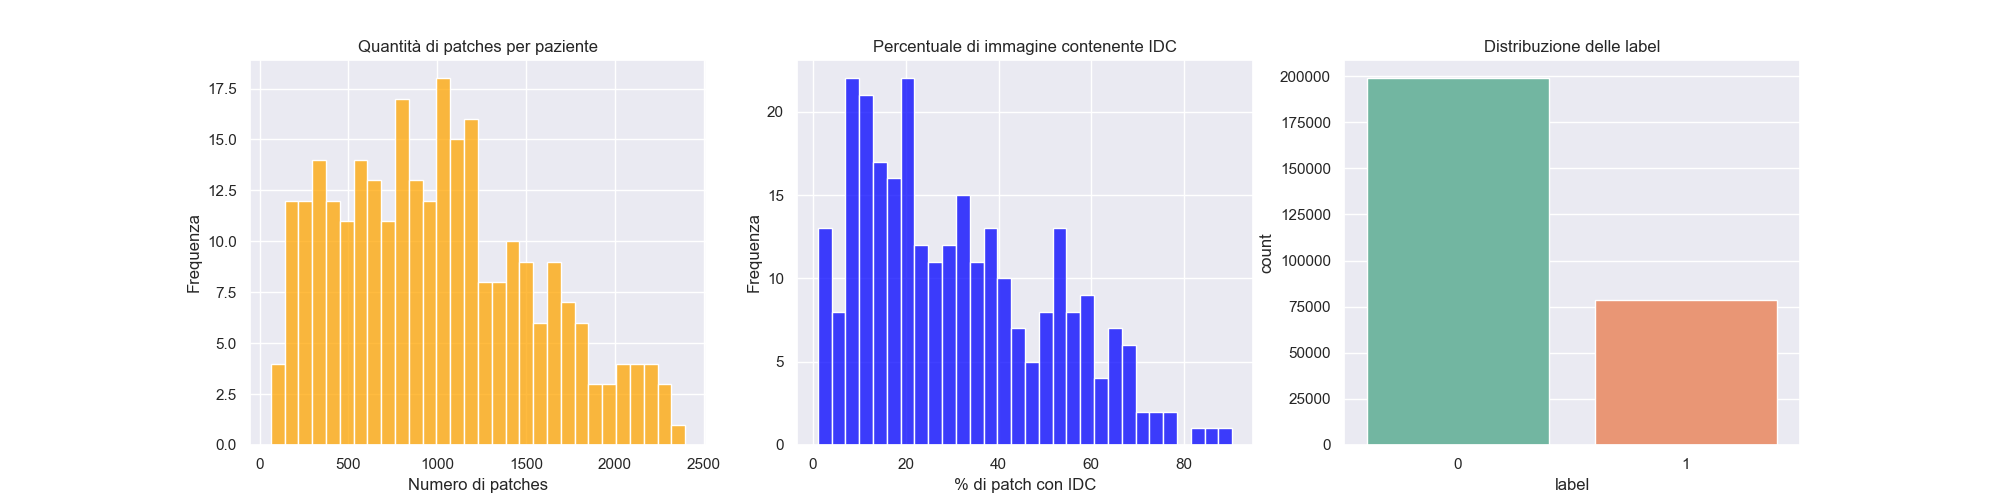 Quantità di patches per paziente
17.5
15.0
12.5
10.0
7.5
5.0
2.5
0.0
Frequenza
0 500 1000 1500 2000 2500
Numero di patches
Percentuale di immagine contenente IDC
20
15
10
5
0
Frequenza
0 20 40 60 80
% di patch con IDC
Distribuzione delle label
200000
175000
150000
125000
100000
75000
50000
25000
0
count
0 1
label